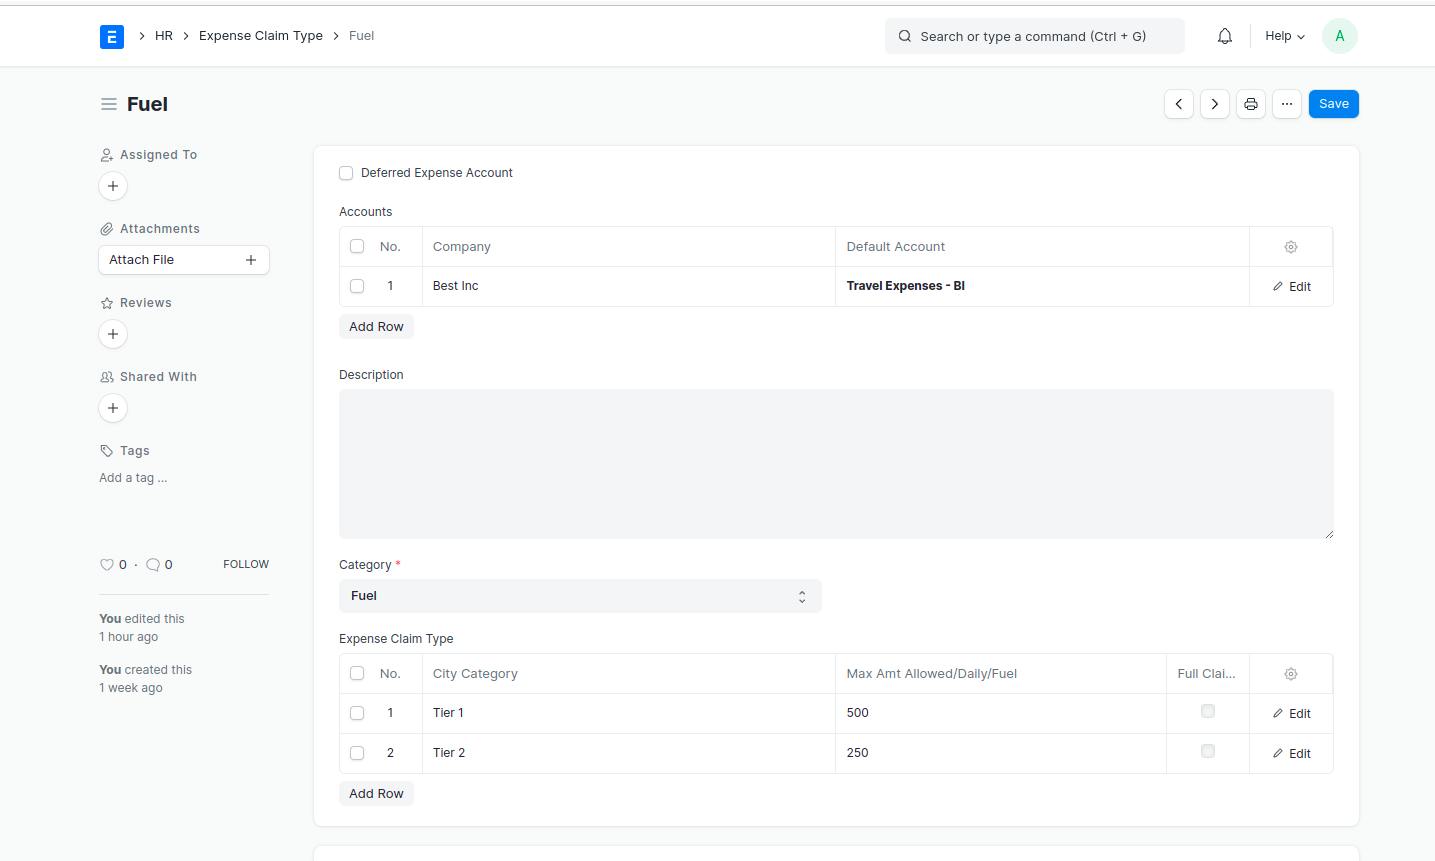 E
HR
Expense Claim Type
Fuel
Search or type a command (Ctrl + G)
Help
A
Fuel
Save
Assigned To
Attachments
Attach File
Reviews
Shared With
Tags
Add a tag ...
0 · 0 FOLLOW
You edited this
1 hour ago
You created this
1 week ago
Deferred Expense Account
Accounts
No. Company Default Account
1 Best Inc Travel Expenses - BI Edit
Add Row
Description
Category *
Fuel
Expense Claim Type
No. City Category Max Amt Allowed/Daily/Fuel Full Clai...
1 Tier 1 500 Edit
2 Tier 2 250 Edit
Add Row